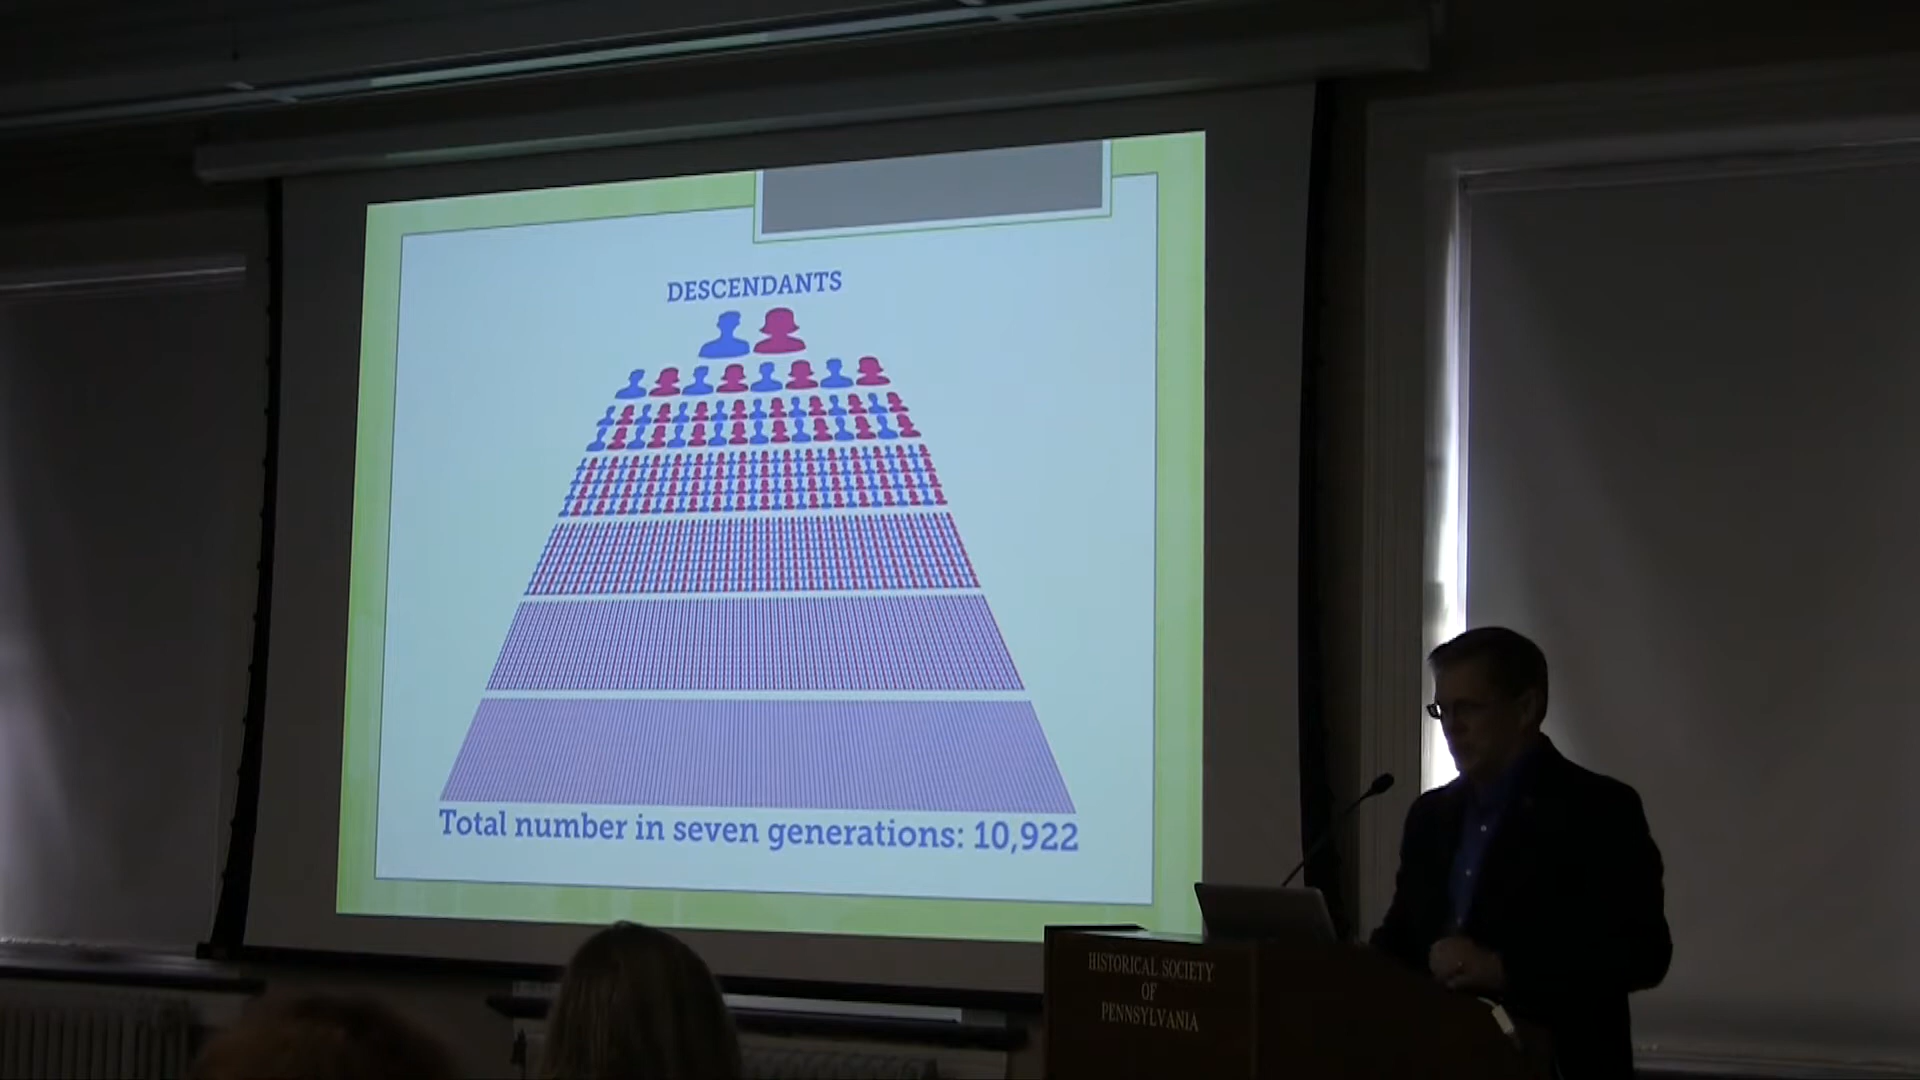 DESCENDANTS
Total number in seven generations: 10,922
HISTORICAL SOCIETY
OF
PENNSYLVANIA